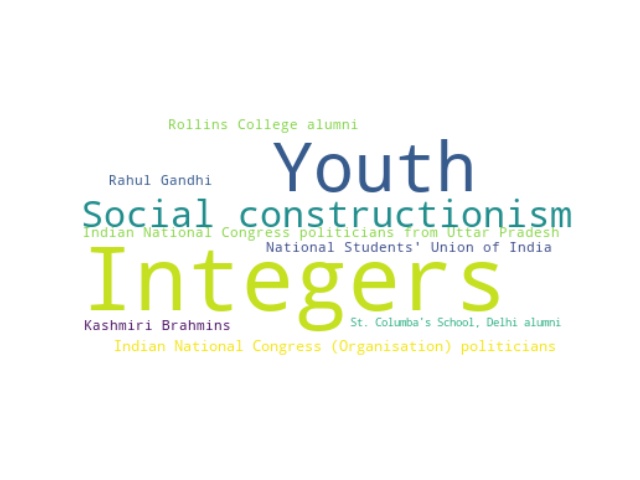 Rollins College alumni
Youth
Rahul Gandhi
Social constructionism
Indian National Congress politicians from Uttar Pradesh
National Students' Union of India
Integers
Kashmiri Brahmins
St. Columba's School, Delhi alumni
Indian National Congress (Organisation) politicians